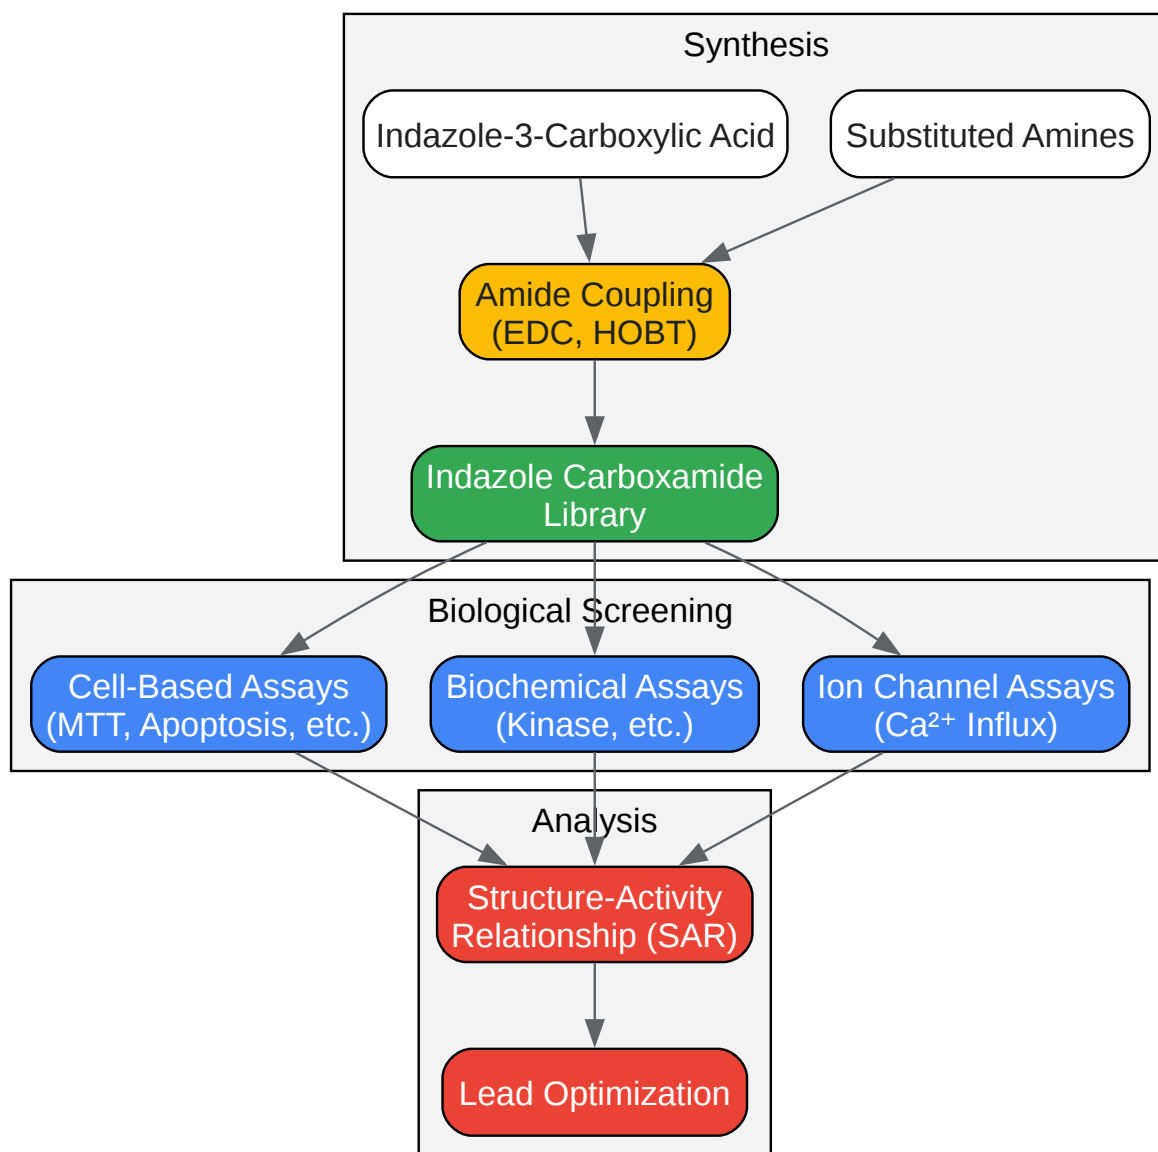 Synthesis
Indazole-3-Carboxylic Acid
Substituted Amines
Amide Coupling
(EDC, HOBT)
Indazole Carboxamide
Library
Biological Screening
Cell-Based Assays
(MTT, Apoptosis, etc.)
Biochemical Assays
(Kinase, etc.)
Ion Channel Assays
(Ca²⁺ Influx)
Analysis
Structure-Activity
Relationship (SAR)
Lead Optimization